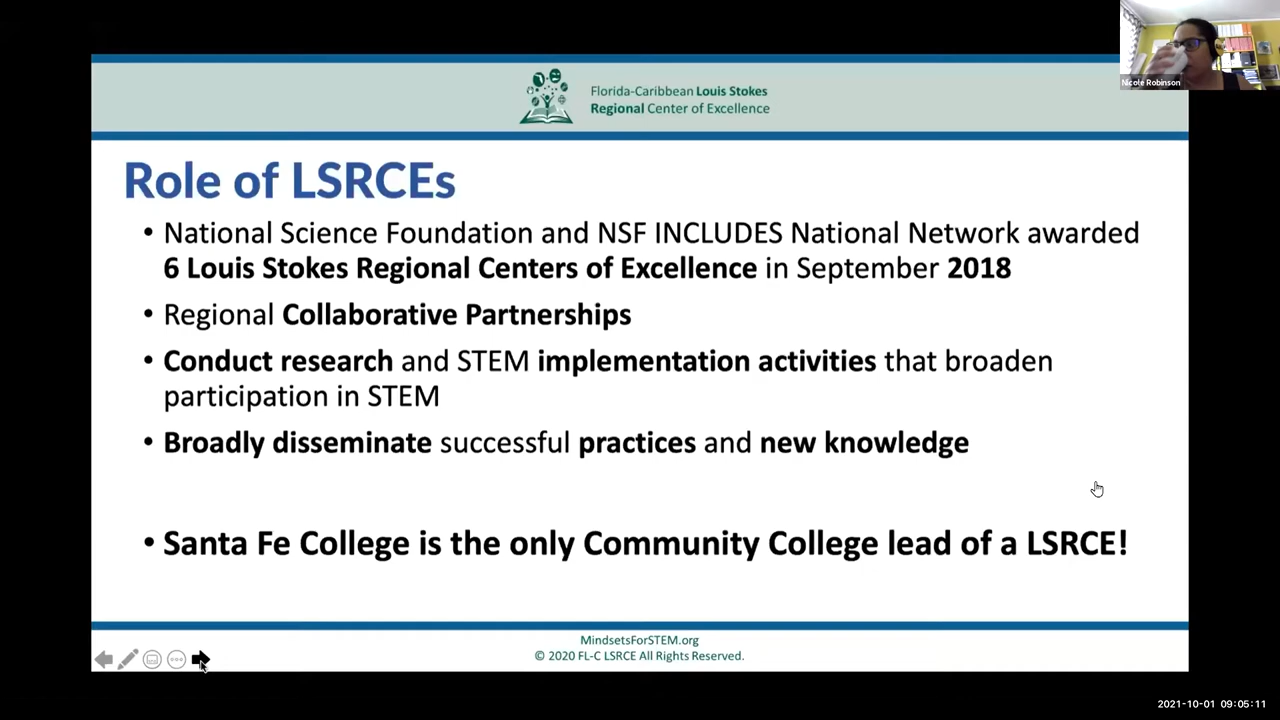 Nicole Robinson
Florida-Caribbean Louis Stokes
Regional Center of Excellence
Role of LSRCEs
• National Science Foundation and NSF INCLUDES National Network awarded
6 Louis Stokes Regional Centers of Excellence in September 2018
• Regional Collaborative Partnerships
• Conduct research and STEM implementation activities that broaden
participation in STEM
• Broadly disseminate successful practices and new knowledge
• Santa Fe College is the only Community College lead of a LSRCE!
MindsetsForSTEM.org
© 2020 FL-C LSRCE All Rights Reserved.
2021-10-01 09:05:11